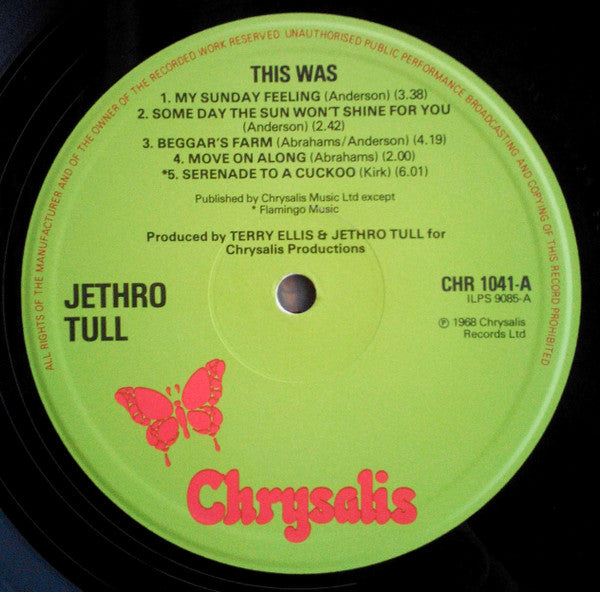 ALL RIGHTS OF THE MANUFACTURER AND OF THE OWNER OF THE RECORDED WORK RESERVED UNAUTHORISED PUBLIC PERFORMANCE BROADCASTING AND COPYING OF THIS RECORD PROHIBITED
THIS WAS
1. MY SUNDAY FEELING (Anderson) (3.38)
2. SOME DAY THE SUN WON'T SHINE FOR YOU
(Anderson) (2.42)
3. BEGGAR'S FARM (Abrahams/Anderson) (4.19)
4. MOVE ON ALONG (Abrahams) (2.00)
*5. SERENADE TO A CUCKOO (Kirk) (6.01)
Published by Chrysalis Music Ltd except
* Flamingo Music
Produced by TERRY ELLIS & JETHRO TULL for
Chrysalis Productions
JETHRO
TULL
CHR 1041-A
ILPS 9085-A
℗ 1968 Chrysalis
Records Ltd
Chrysalis